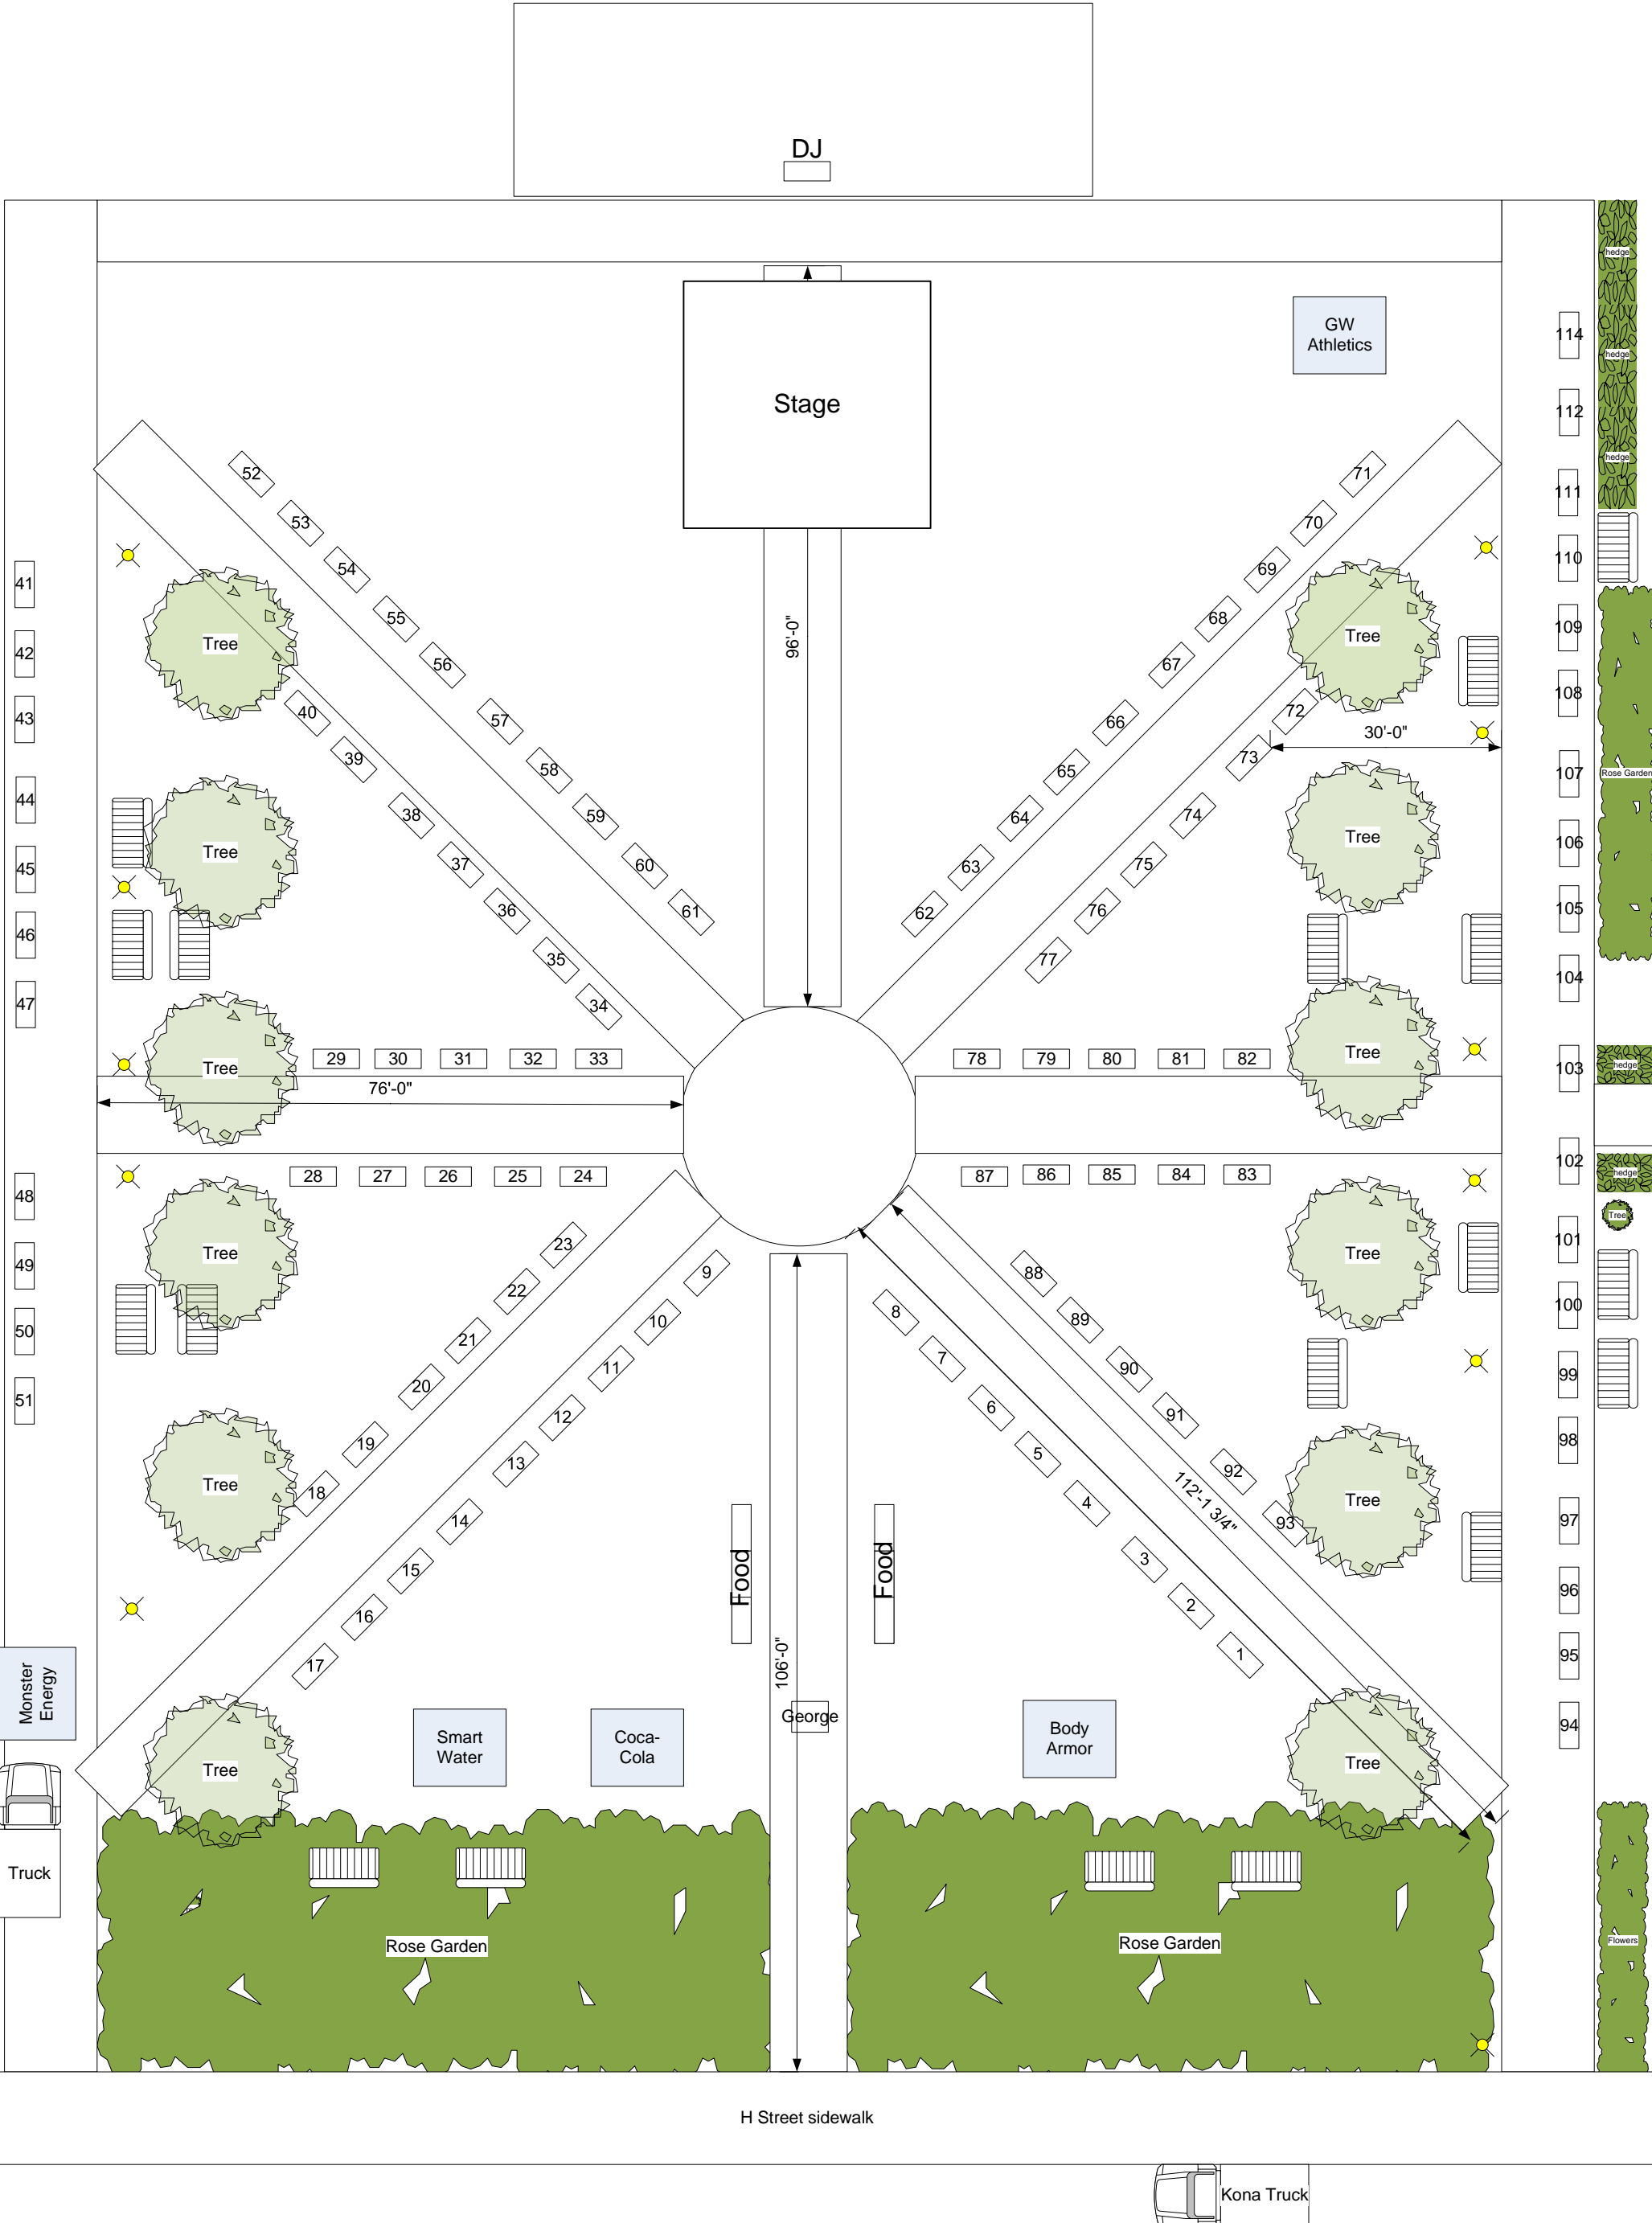 DJ
hedge
GW
Athletics
114
hedge
Stage
112
hedge
52
71
111
53
70
110
54
69
41
55
68
109
96'-0"
Tree
Tree
42
56
67
108
40
72
43
57
66
30'-0"
39
73
58
65
107
Rose Garden
44
38
59
64
74
Tree
106
Tree
37
60
63
75
45
36
61
62
76
105
46
35
77
104
47
34
29
30
31
32
33
78
79
80
81
82
Tree
hedge
Tree
103
76'-0"
102
28
27
26
25
24
87
86
85
84
83
hedge
48
Tree
23
101
Tree
Tree
49
9
88
22
100
8
10
89
50
21
7
11
90
99
20
51
6
12
91
98
19
5
13
92
Tree
18
4
112'-1 3/4"
Tree
14
93
97
15
3
Food
Food
96
16
2
17
1
95
106'-0"
Monster
Energy
George
94
Smart
Water
Coca-
Cola
Body
Armor
Tree
Tree
Truck
Rose Garden
Rose Garden
Flowers
H Street sidewalk
Kona Truck